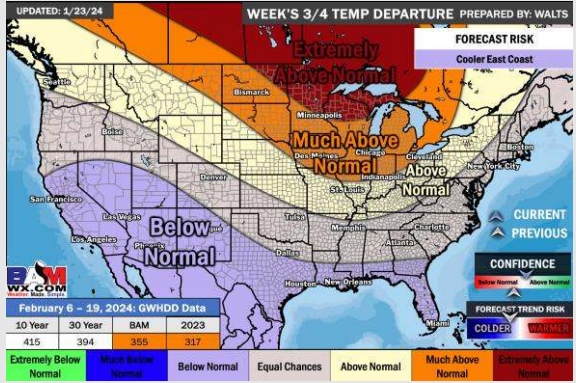 UPDATED: 1/23/24
WEEK'S 3/4 TEMP DEPARTURE PREPARED BY: WALTS
FORECAST RISK
Cooler East Coast
Extremely
Above Normal
Seattle
Bismarck
Minneapolis
Much Above
Normal
Boise
Des Moines
Chicago
Cleveland
Boston
New York City
Indianapolis
Above
Normal
Denver
St. Louis
San Francisco
Las Vegas
Below
Normal
Tulsa
Memphis
Charlotte
CURRENT
PREVIOUS
Los Angeles
Phoenix
Dallas
Atlanta
CONFIDENCE
Below Normal Above Normal
Houston
New Orleans
BAM
WX.COM
Weather Made Simple
February 6 – 19, 2024: GWHDD Data
Miami
FORECAST TREND RISK
COLDER WARMER
10 Year 30 Year BAM 2023
415 394 355 317
Extremely Below
Normal
Much Below
Normal
Below Normal
Equal Chances
Above Normal
Much Above
Normal
Extremely Above
Normal